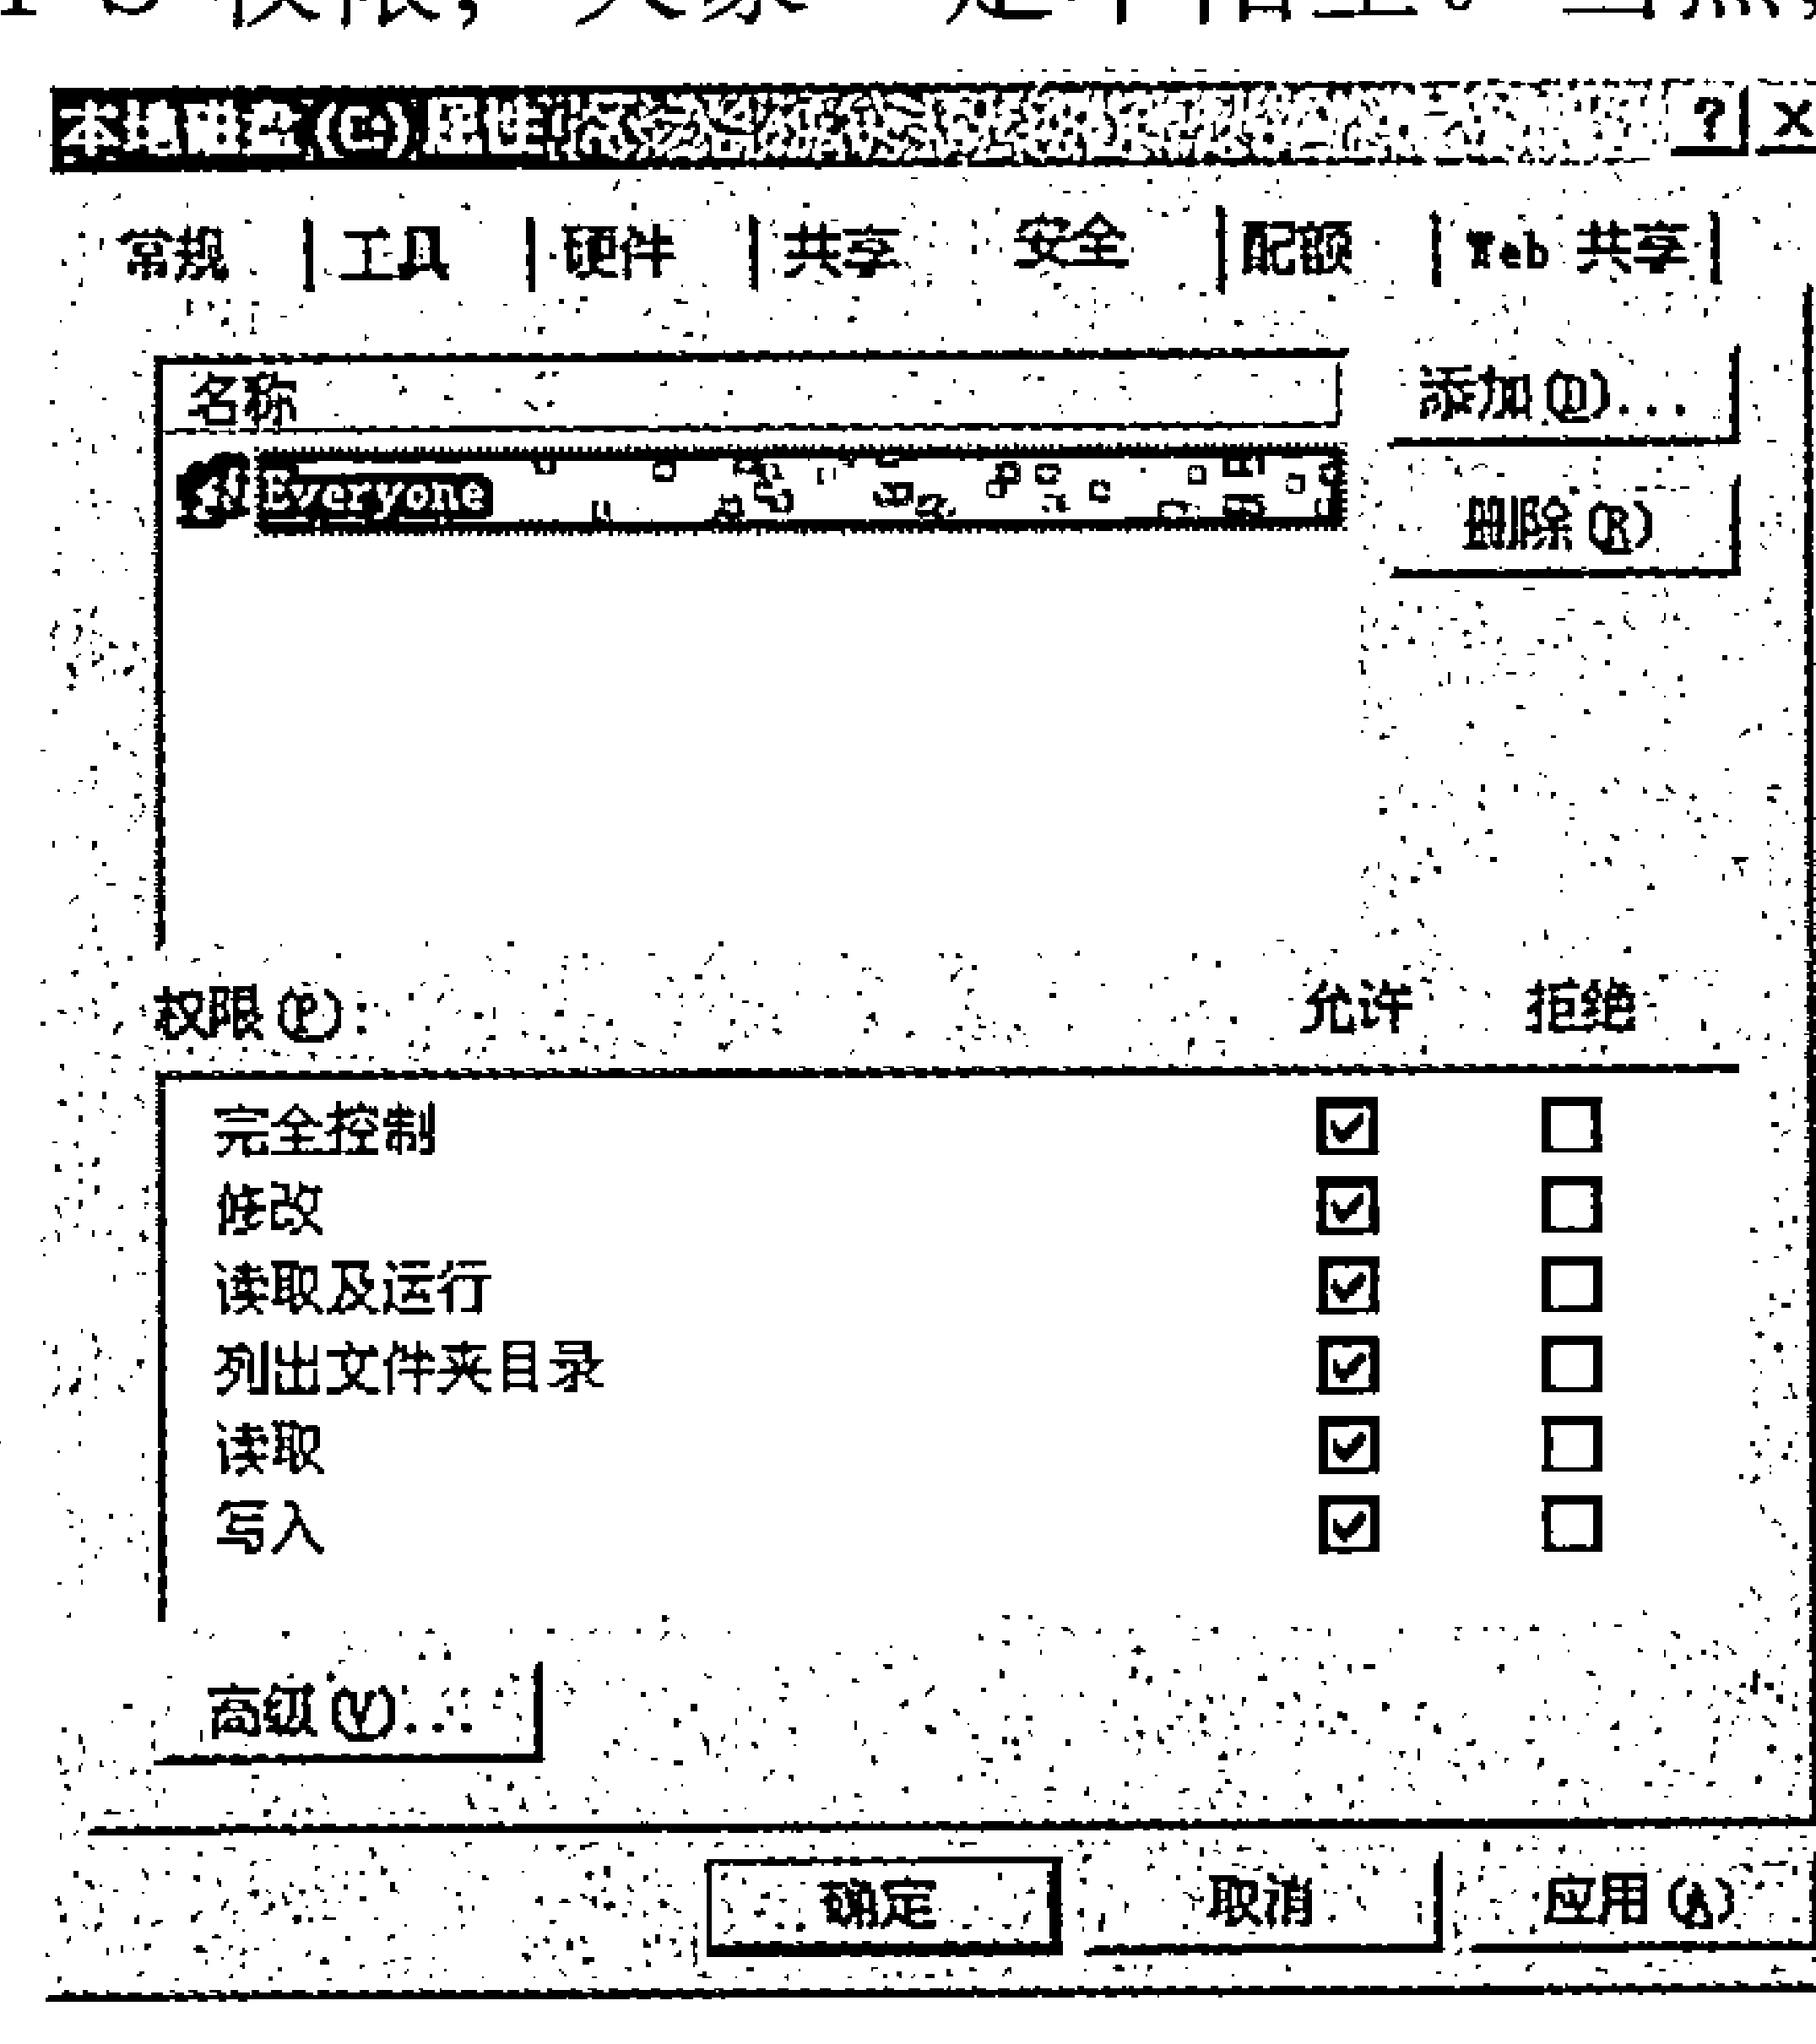 权限,
本地磁盘(C:)属性 ? X
常规 工具 硬件 共享 安全 配额 Web 共享
名称
添加(D)...
Everyone
删除(R)
权限(P): 允许 拒绝
完全控制
修改
读取及运行
列出文件夹目录
读取
写入
高级(V)...
确定 取消 应用(A)